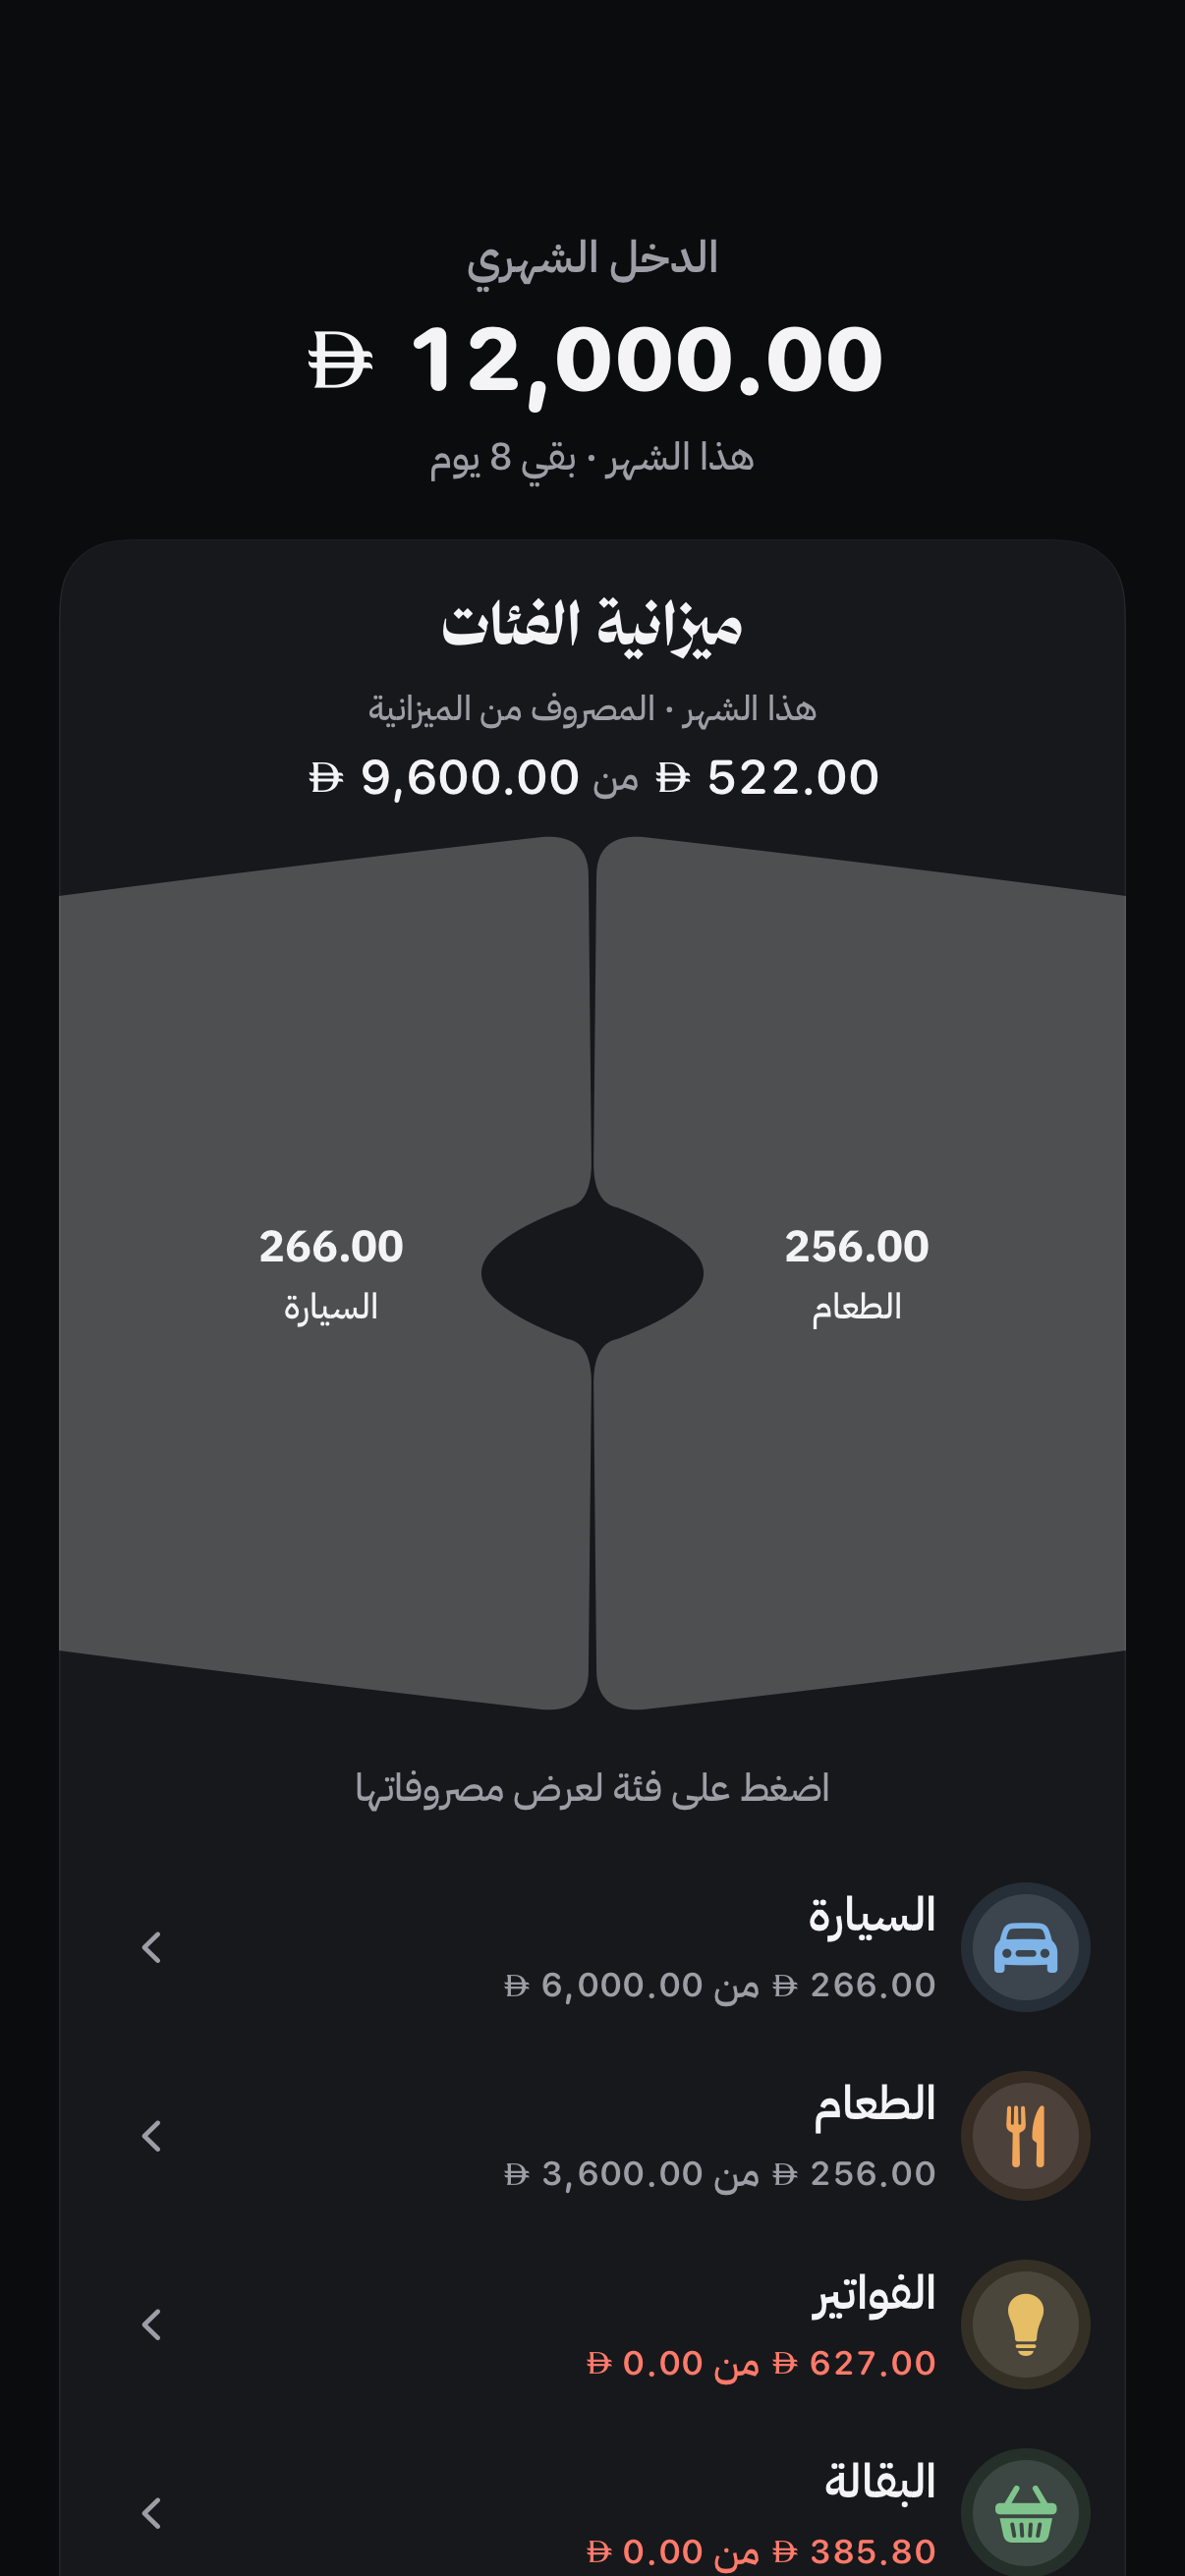 الدخل الشهري
12,000.00 
هذا الشهر · بقي 8 يوم
ميزانية الفئات
هذا الشهر · المصروف من الميزانية
522.00  من 9,600.00 
256.00
الطعام
266.00
السيارة
اضغط على فئة لعرض مصروفاتها
السيارة
266.00  من 6,000.00 
الطعام
256.00  من 3,600.00 
الفواتير
627.00  من 0.00 
البقالة
385.80  من 0.00